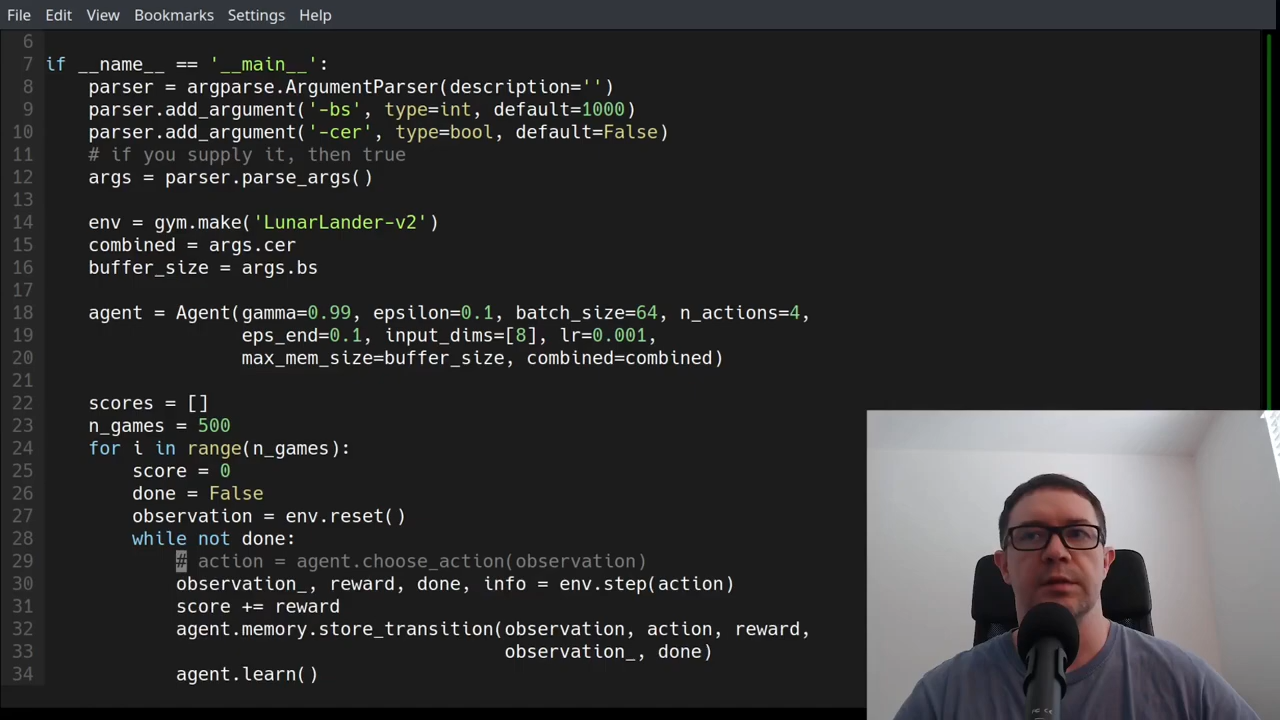 File Edit View Bookmarks Settings Help
6
7 if __name__ == '__main__':
8 parser = argparse.ArgumentParser(description='')
9 parser.add_argument('-bs', type=int, default=1000)
10 parser.add_argument('-cer', type=bool, default=False)
11 # if you supply it, then true
12 args = parser.parse_args()
13
14 env = gym.make('LunarLander-v2')
15 combined = args.cer
16 buffer_size = args.bs
17
18 agent = Agent(gamma=0.99, epsilon=0.1, batch_size=64, n_actions=4,
19 eps_end=0.1, input_dims=[8], lr=0.001,
20 max_mem_size=buffer_size, combined=combined)
21
22 scores = []
23 n_games = 500
24 for i in range(n_games):
25 score = 0
26 done = False
27 observation = env.reset()
28 while not done:
29 # action = agent.choose_action(observation)
30 observation_, reward, done, info = env.step(action)
31 score += reward
32 agent.memory.store_transition(observation, action, reward,
33 observation_, done)
34 agent.learn()